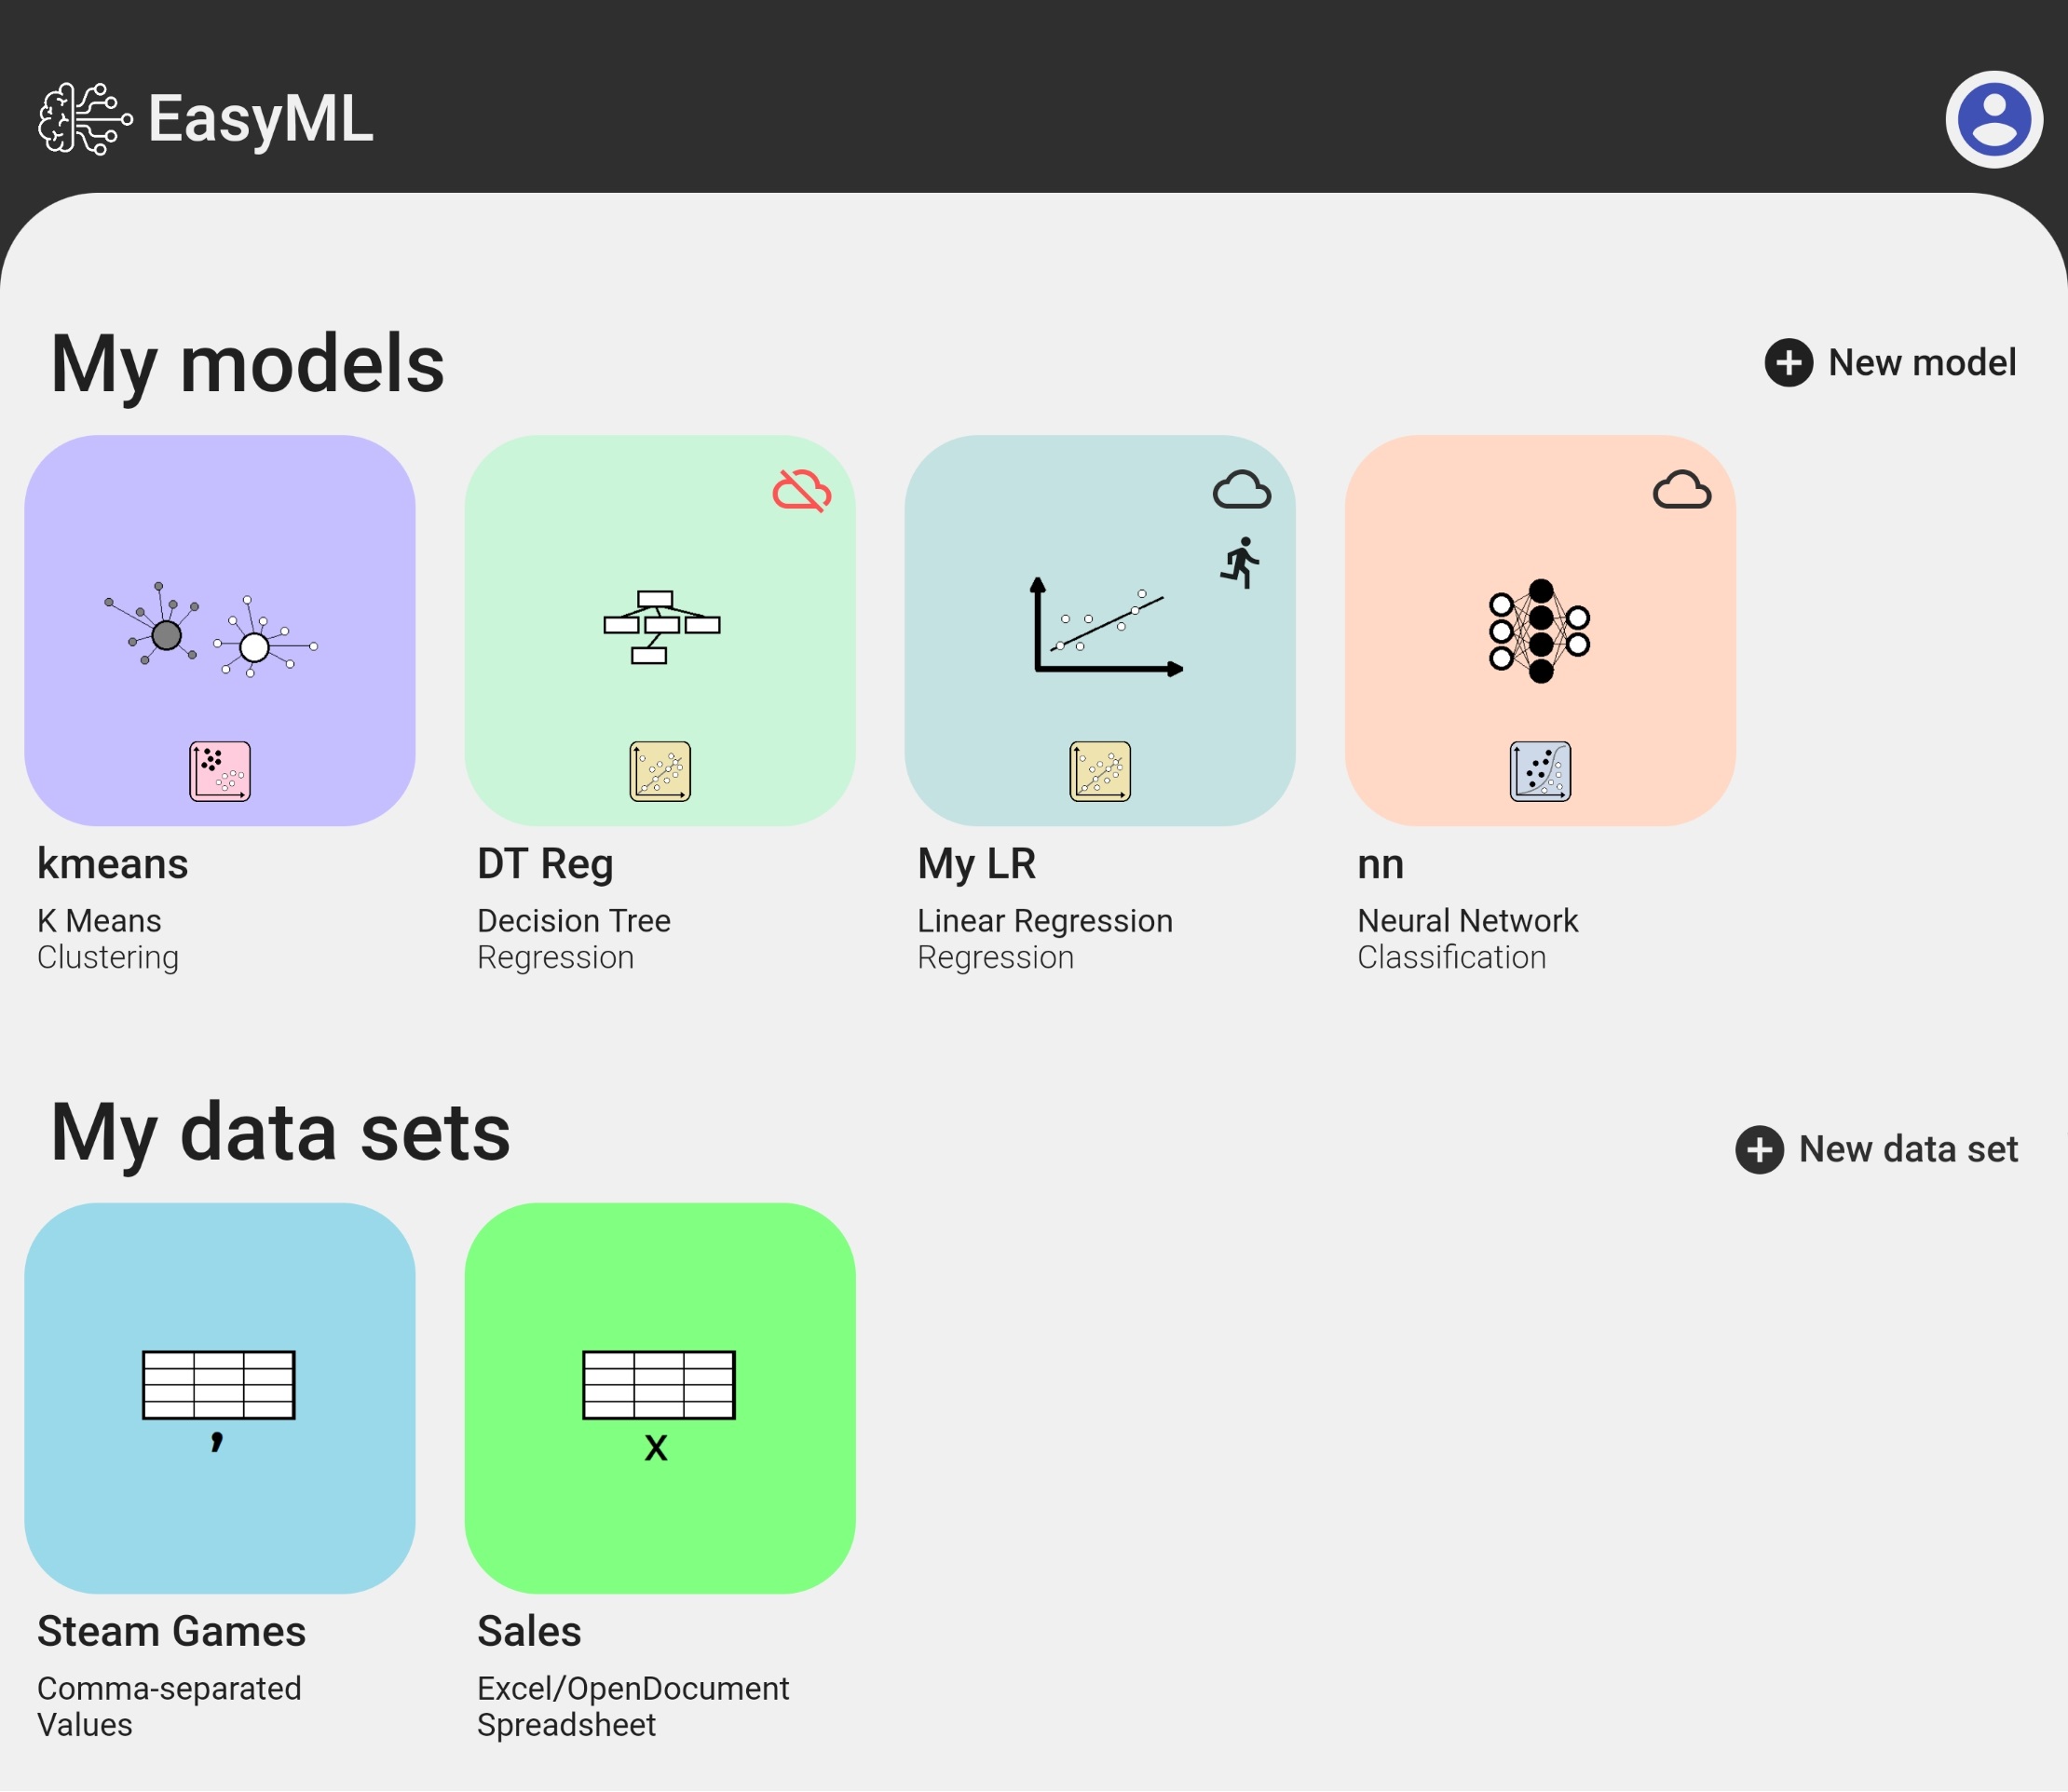 EasyML
My models
New model
kmeans
K Means
Clustering
DT Reg
Decision Tree
Regression
My LR
Linear Regression
Regression
nn
Neural Network
Classification
My data sets
New data set
,
Steam Games
Comma-separated
Values
x
Sales
Excel/OpenDocument
Spreadsheet